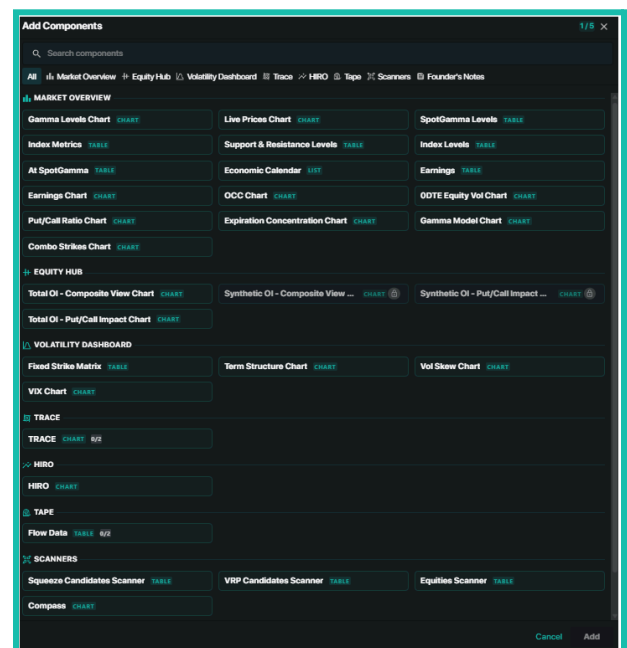 Add Components 1/5 ×
Search components
All Market Overview Equity Hub Volatility Dashboard Trace HIRO Tape Scanners Founder's Notes
MARKET OVERVIEW
Gamma Levels Chart CHART Live Prices Chart CHART SpotGamma Levels TABLE
Index Metrics TABLE Support & Resistance Levels TABLE Index Levels TABLE
At SpotGamma TABLE Economic Calendar LIST Earnings TABLE
Earnings Chart CHART OCC Chart CHART 0DTE Equity Vol Chart CHART
Put/Call Ratio Chart CHART Expiration Concentration Chart CHART Gamma Model Chart CHART
Combo Strikes Chart CHART
EQUITY HUB
Total OI - Composite View Chart CHART Synthetic OI - Composite View ... CHART Synthetic OI - Put/Call Impact ... CHART
Total OI - Put/Call Impact Chart CHART
VOLATILITY DASHBOARD
Fixed Strike Matrix TABLE Term Structure Chart CHART Vol Skew Chart CHART
VIX Chart CHART
TRACE
TRACE CHART 0/2
HIRO
HIRO CHART
TAPE
Flow Data TABLE 0/2
SCANNERS
Squeeze Candidates Scanner TABLE VRP Candidates Scanner TABLE Equities Scanner TABLE
Compass CHART
Cancel Add